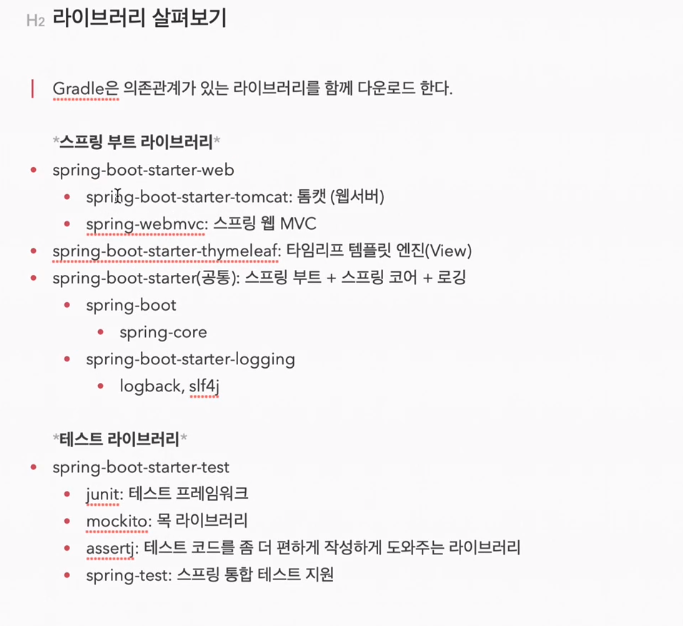 H2 라이브러리 살펴보기
Gradle은 의존관계가 있는 라이브러리를 함께 다운로드 한다.
*스프링 부트 라이브러리*
spring-boot-starter-web
spring-boot-starter-tomcat: 톰캣 (웹서버)
spring-webmvc: 스프링 웹 MVC
spring-boot-starter-thymeleaf: 타임리프 템플릿 엔진(View)
spring-boot-starter(공통): 스프링 부트 + 스프링 코어 + 로깅
spring-boot
spring-core
spring-boot-starter-logging
logback, slf4j
*테스트 라이브러리*
spring-boot-starter-test
junit: 테스트 프레임워크
mockito: 목 라이브러리
assertj: 테스트 코드를 좀 더 편하게 작성하게 도와주는 라이브러리
spring-test: 스프링 통합 테스트 지원